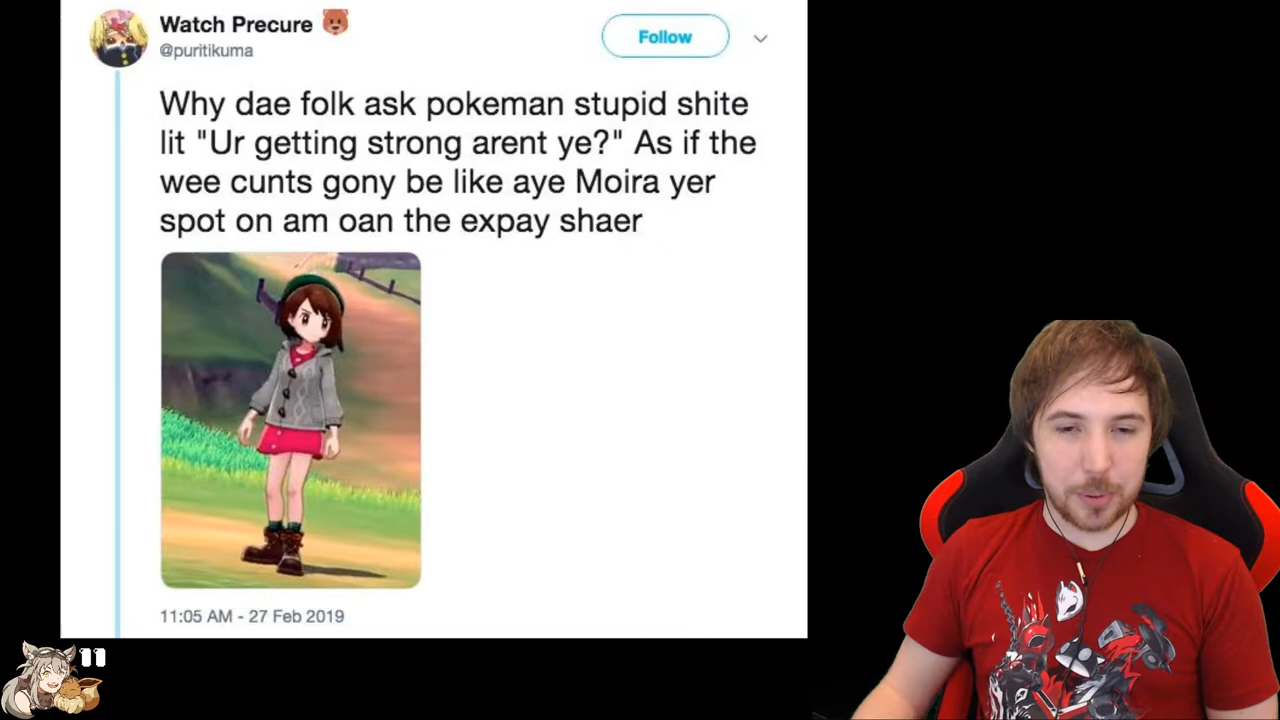 Watch Precure
@puritikuma
Follow
Why dae folk ask pokeman stupid shite
lit "Ur getting strong arent ye?" As if the
wee cunts gony be like aye Moira yer
spot on am oan the expay shaer
11:05 AM - 27 Feb 2019
11